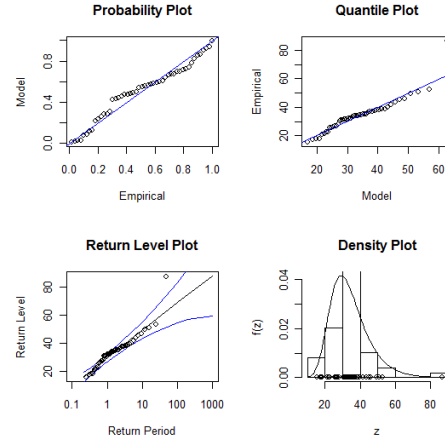 Probability Plot
Model
0.0 0.4 0.8
0.0 0.2 0.4 0.6 0.8 1.0
Empirical
Quantile Plot
Empirical
20 40 60 80
20 30 40 50 60
Model
Return Level Plot
Return Level
20 40 60 80
0.1 1 10 100 1000
Return Period
Density Plot
f(z)
0.00 0.02 0.04
20 40 60 80
z